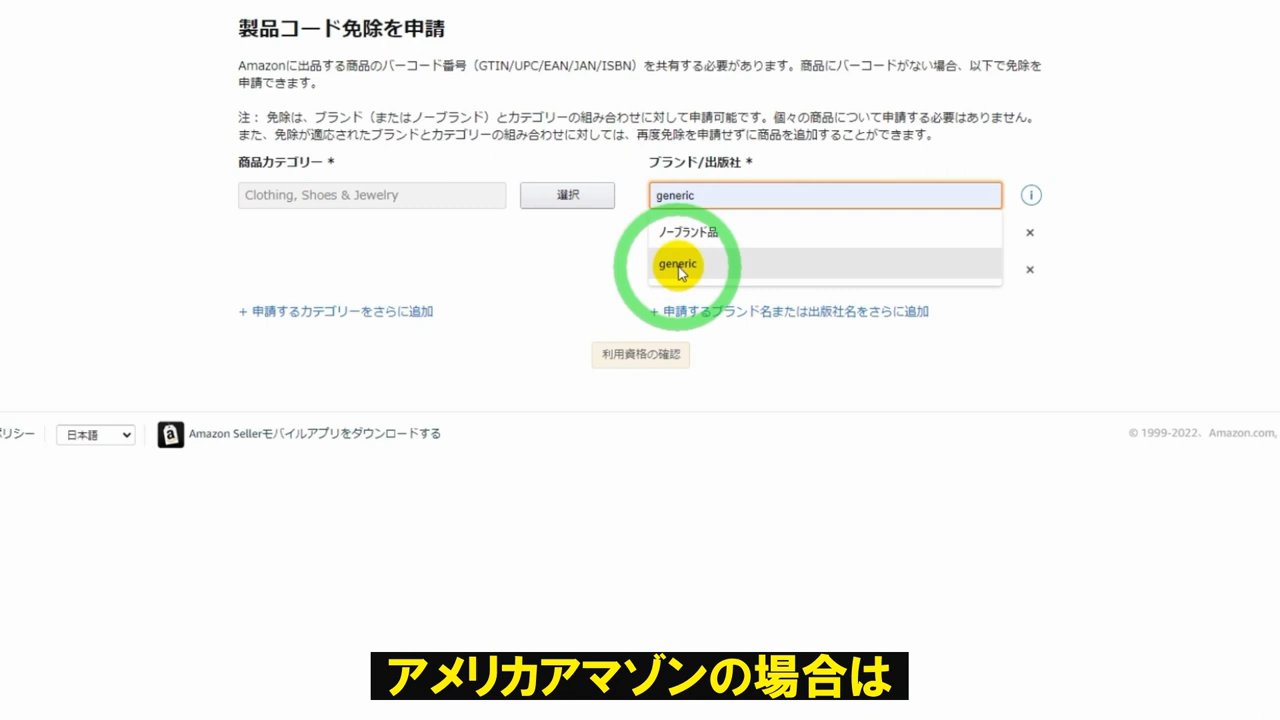 製品コード免除を申請
Amazonに出品する商品のバーコード番号（GTIN/UPC/EAN/JAN/ISBN）を共有する必要があります。商品にバーコードがない場合、以下で免除を
申請できます。
注： 免除は、ブランド（またはノーブランド）とカテゴリーの組み合わせに対して申請可能です。個々の商品について申請する必要はありません。
また、免除が適応されたブランドとカテゴリーの組み合わせに対しては、再度免除を申請せずに商品を追加することができます。
商品カテゴリー *
ブランド/出版社 *
Clothing, Shoes & Jewelry
選択
generic
ノーブランド品
generic
+ 申請するカテゴリーをさらに追加
+ 申請するブランド名または出版社名をさらに追加
利用資格の確認
ポリシー
日本語
Amazon Sellerモバイルアプリをダウンロードする
© 1999-2022、Amazon.com,
アメリカアマゾンの場合は